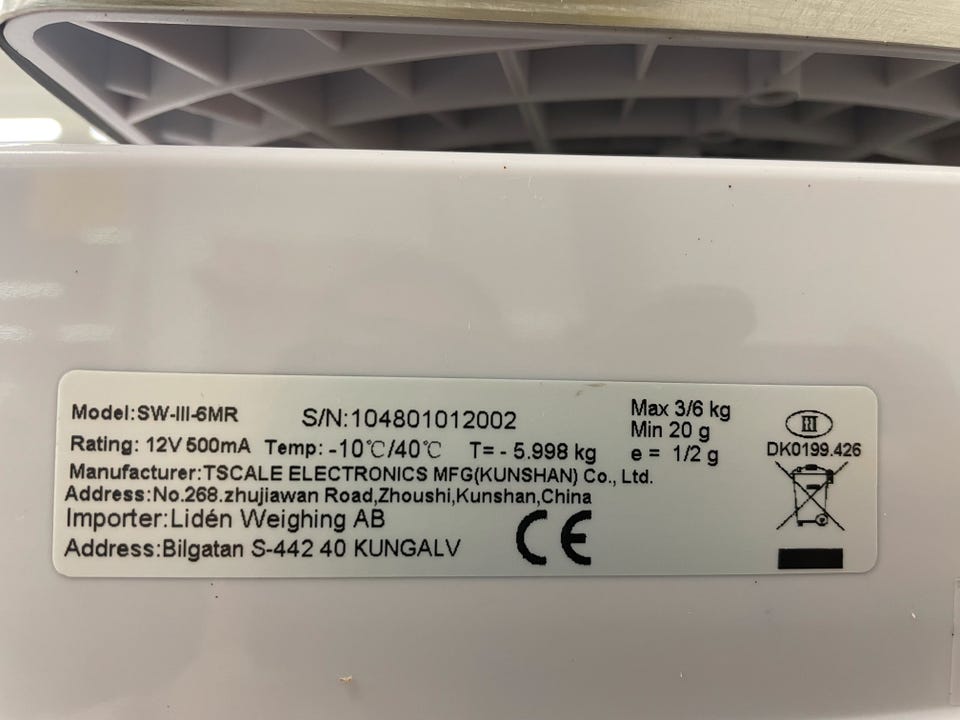 Model:SW-III-6MR S/N:104801012002 Max 3/6 kg
Min 20 g
Rating: 12V 500mA Temp: -10℃/40℃ T= - 5.998 kg e = 1/2 g
III
DK0199.426
Manufacturer:TSCALE ELECTRONICS MFG(KUNSHAN) Co., Ltd.
Address:No.268.zhujiawan Road,Zhoushi,Kunshan,China
Importer:Lidén Weighing AB
Address:Bilgatan S-442 40 KUNGALV
CE